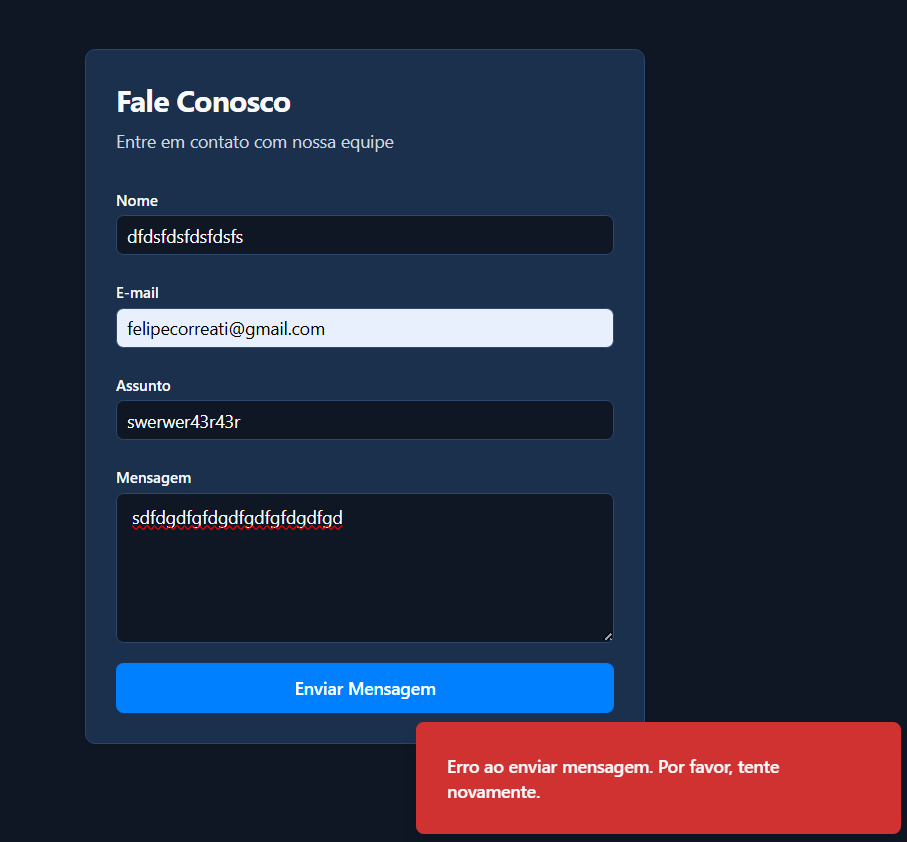 Fale Conosco
Entre em contato com nossa equipe
Nome
dfdsfdsfdsfdsfs
E-mail
felipecorreati@gmail.com
Assunto
swerwer43r43r
Mensagem
sdfdgdfgfdgdfgdfgfdgdfgd
Enviar Mensagem
Erro ao enviar mensagem. Por favor, tente
novamente.